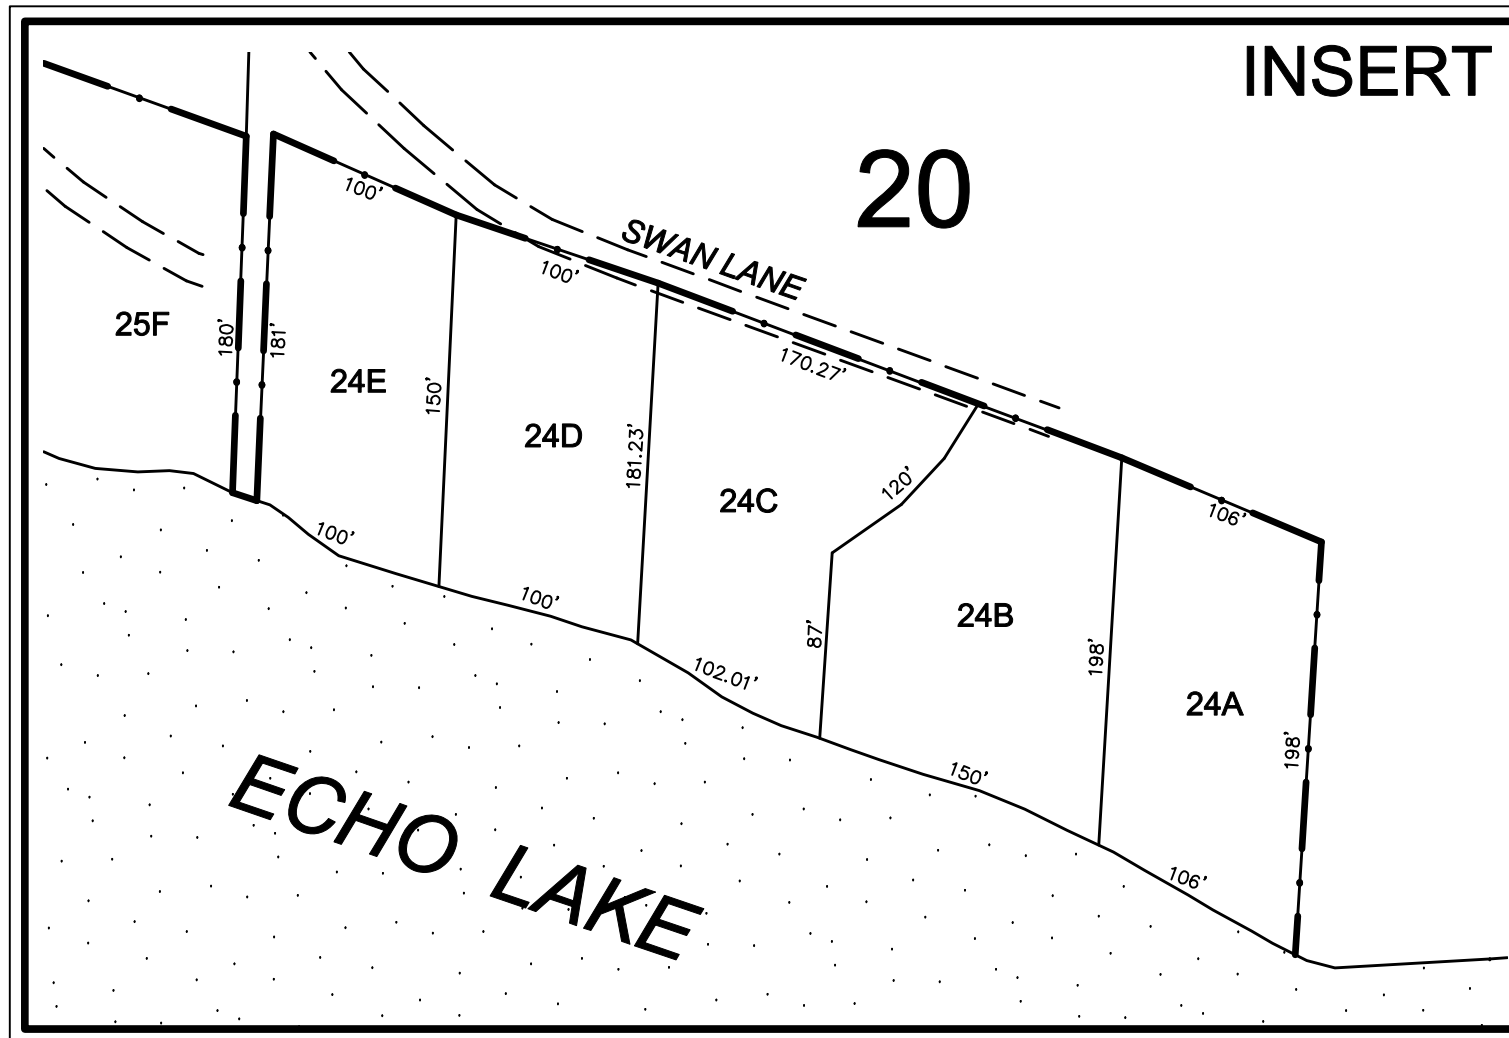 INSERT
20
100'
SWAN LANE
100'
25F
180'
181'
24E
150'
24D
170.27'
181.23'
24C
120'
106'
100'
100'
24B
87'
198'
102.01'
24A
198'
150'
106'
ECHO LAKE